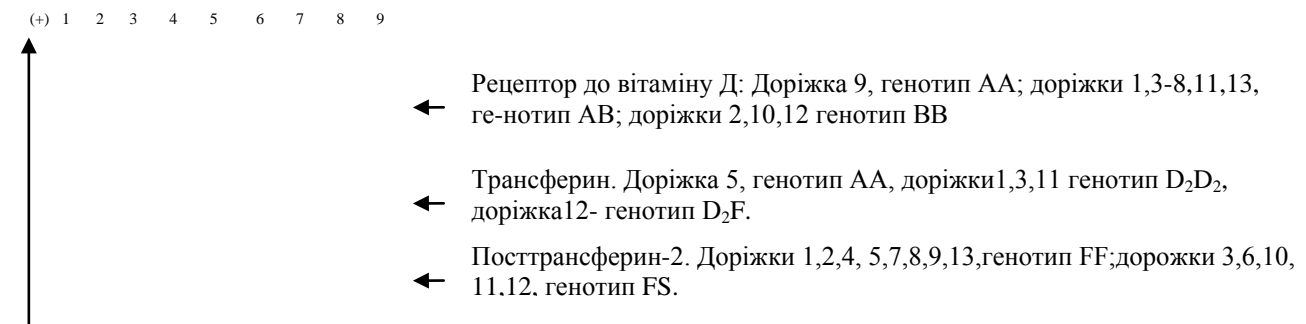 (+) 1 2 3 4 5 6 7 8 9
Рецептор до вітаміну Д: Доріжка 9, генотип АА; доріжки 1,3-8,11,13,
ге-нотип АВ; доріжки 2,10,12 генотип ВВ
Трансферин. Доріжка 5, генотип АА, доріжки1,3,11 генотип D₂D₂,
доріжка12- генотип D₂F.
Посттрансферин-2. Доріжки 1,2,4, 5,7,8,9,13,генотип FF;дорожки 3,6,10,
11,12, генотип FS.